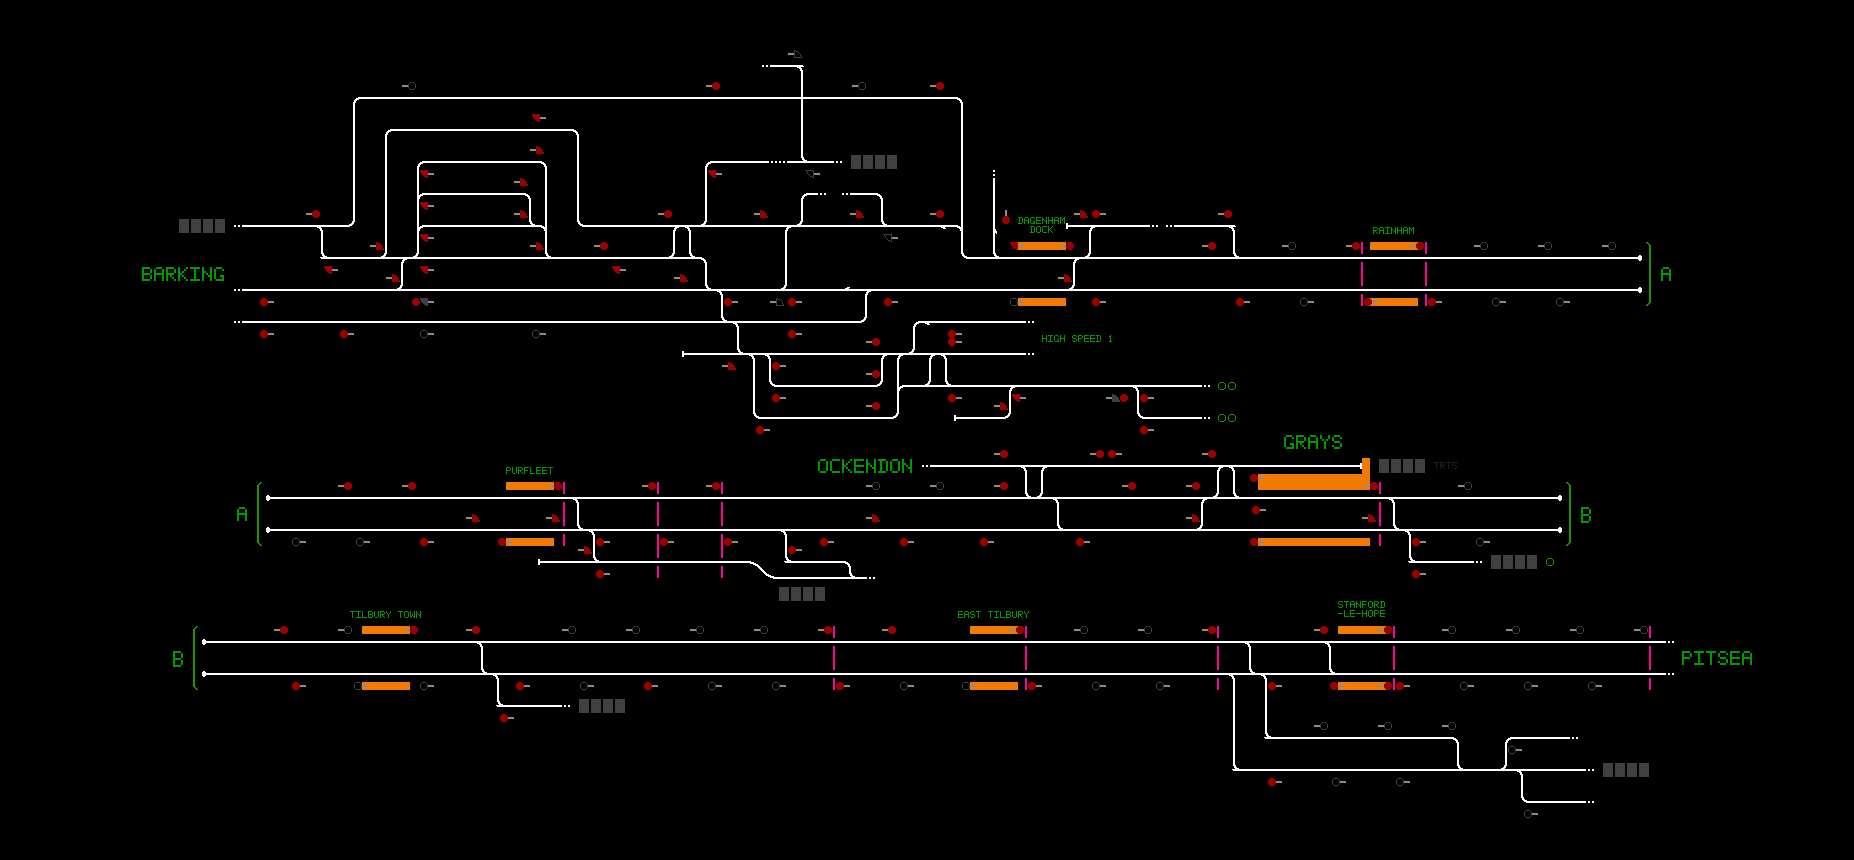 DAGENHAM
DOCK
RAINHAM
BARKING
A
HIGH SPEED 1
GRAYS
PURFLEET
OCKENDON
TRTS
A
B
STANFORD
-LE-HOPE
TILBURY TOWN
EAST TILBURY
B
PITSEA